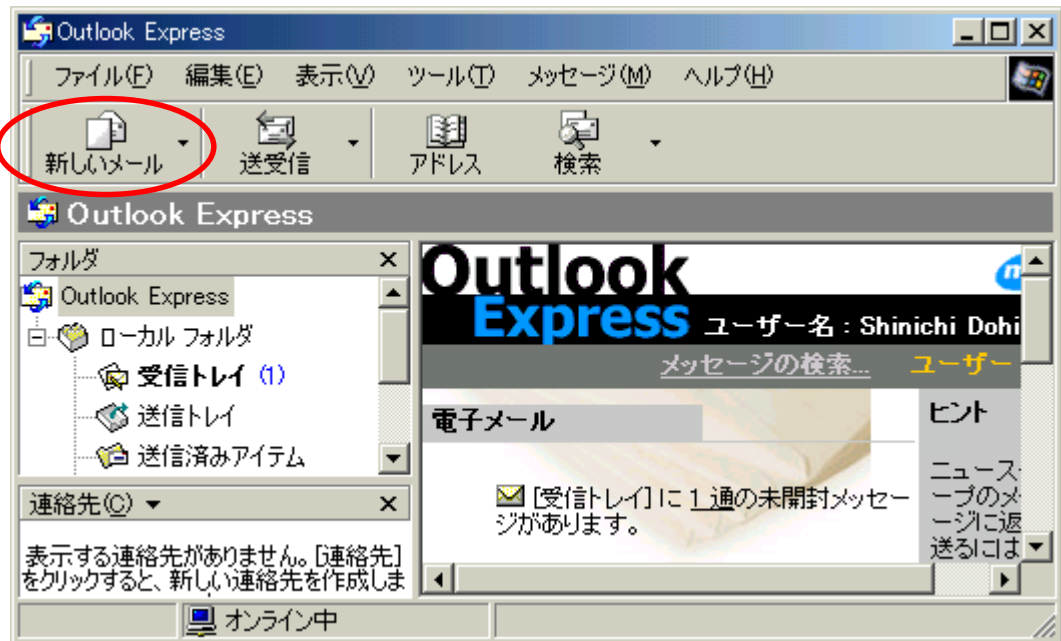 Outlook Express
ファイル(F) 編集(E) 表示(V) ツール(T) メッセージ(M) ヘルプ(H)
新しいメール 送受信 アドレス 検索
Outlook Express
フォルダ
Outlook Express
ローカル フォルダ
受信トレイ (1)
送信トレイ
送信済みアイテム
連絡先(C)
表示する連絡先がありません。[連絡先]
をクリックすると、新しい連絡先を作成しま
Outlook
Express ユーザー名 : Shinichi Dohi
メッセージの検索... ユーザー
電子メール
[受信トレイ] に 1 通の未開封メッセー
ジがあります。
ヒント
ニュース
ープのメ
ージに返
送るには
オンライン中